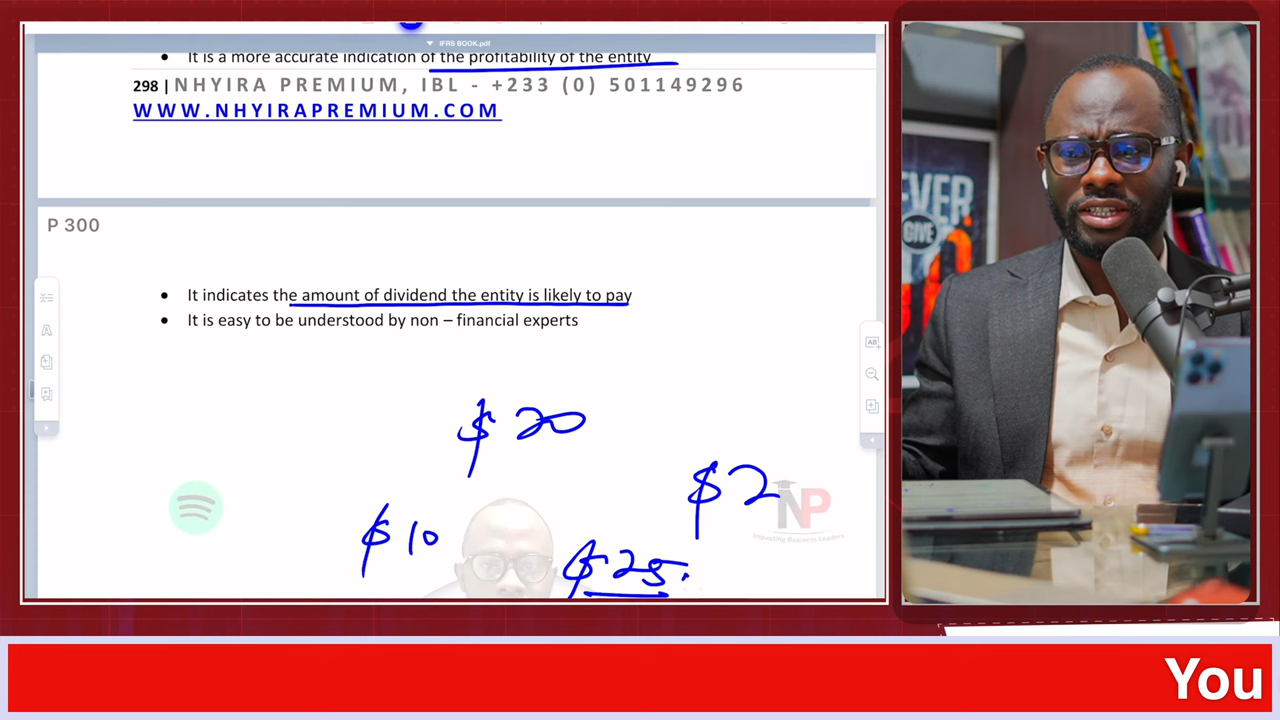 IFRS BOOK.pdf
• It is a more accurate indication of the profitability of the entity
298 | NHYIRA PREMIUM, IBL - +233 (0) 501149296
WWW.NHYIRAPREMIUM.COM
P 300
• It indicates the amount of dividend the entity is likely to pay
• It is easy to be understood by non – financial experts
$ 20
$ 2
$ 10
$ 25.
NP
Impacting Business Leaders
A
AB
EVER
GIVE
You